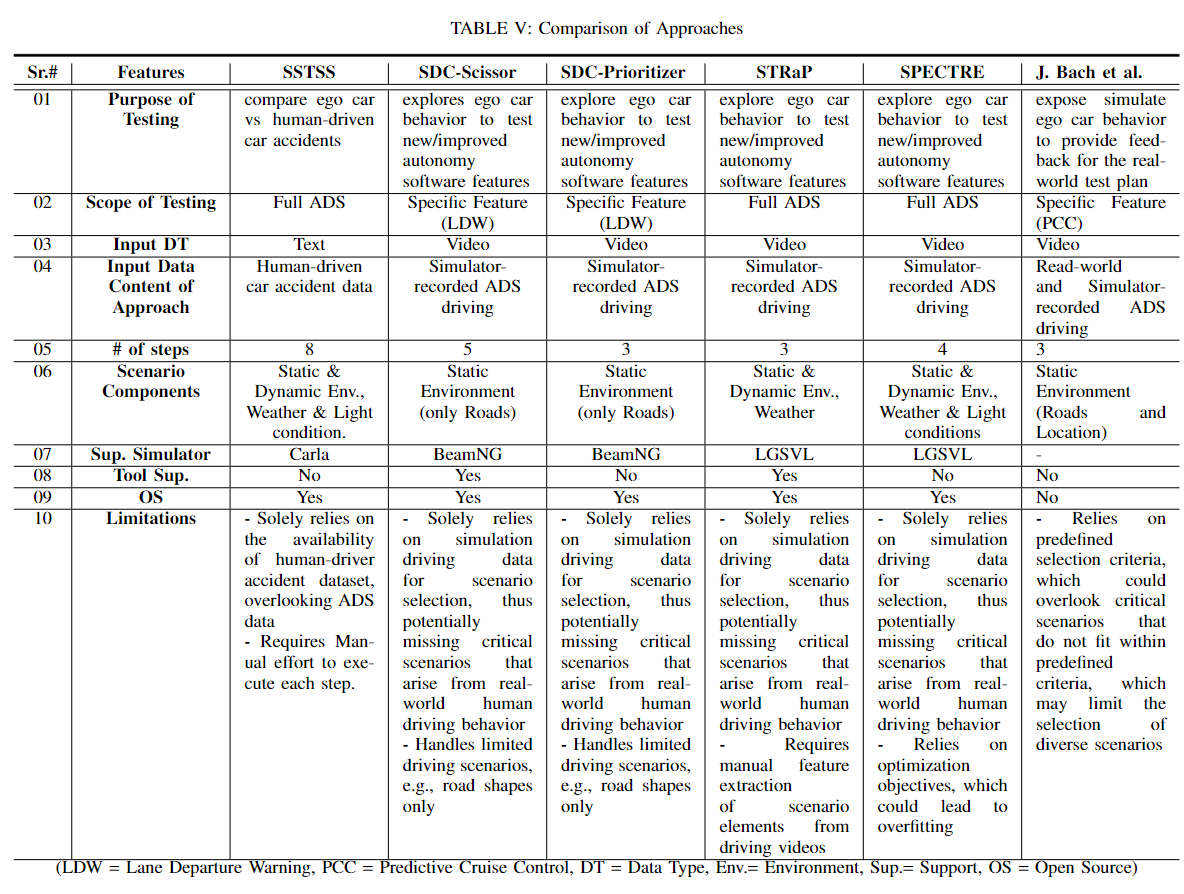 TABLE V: Comparison of Approaches
Sr.# Features SSTSS SDC-Scissor SDC-Prioritizer STRaP SPECTRE J. Bach et al.
01 Purpose of Testing compare ego car vs human-driven car accidents explores ego car behavior to test new/improved autonomy software features explore ego car behavior to test new/improved autonomy software features explore ego car behavior to test new/improved autonomy software features explore ego car behavior to test new/improved autonomy software features expose simulate ego car behavior to provide feed-back for the real-world test plan
02 Scope of Testing Full ADS Specific Feature (LDW) Specific Feature (LDW) Full ADS Full ADS Specific Feature (PCC)
03 Input DT Text Video Video Video Video Video
04 Input Data Content of Approach Human-driven car accident data Simulator-recorded ADS driving Simulator-recorded ADS driving Simulator-recorded ADS driving Simulator-recorded ADS driving Read-world and Simulator-recorded ADS driving
05 # of steps 8 5 3 3 4 3
06 Scenario Components Static & Dynamic Env., Weather & Light condition. Static Environment (only Roads) Static Environment (only Roads) Static & Dynamic Env., Weather Static & Dynamic Env., Weather & Light conditions Static Environment (Roads and Location)
07 Sup. Simulator Carla BeamNG BeamNG LGSVL LGSVL -
08 Tool Sup. No Yes No Yes No No
09 OS Yes Yes Yes Yes Yes No
10 Limitations - Solely relies on the availability of human-driver accident dataset, overlooking ADS data - Requires Man-ual effort to exe-cute each step. - Solely relies on simulation driving data for scenario selection, thus potentially missing critical scenarios that arise from real-world human driving behavior - Handles limited driving scenarios, e.g., road shapes only - Solely relies on simulation driving data for scenario selection, thus potentially missing critical scenarios that arise from real-world human driving behavior - Handles limited driving scenarios, e.g., road shapes only - Solely relies on simulation driving data for scenario selection, thus potentially missing critical scenarios that arise from real-world human driving behavior - Requires manual feature extraction of scenario elements from driving videos - Solely relies on simulation driving data for scenario selection, thus potentially missing critical scenarios that arise from real-world human driving behavior - Relies on optimization objectives, which could lead to overfitting - Relies on predefined selection criteria, which could overlook critical scenarios that do not fit within predefined criteria, which may limit the selection of diverse scenarios
(LDW = Lane Departure Warning, PCC = Predictive Cruise Control, DT = Data Type, Env.= Environment, Sup.= Support, OS = Open Source)